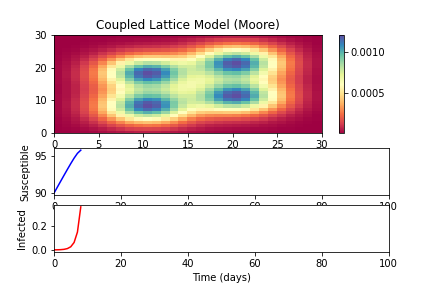 Coupled Lattice Model (Moore)
30
20
10
0
0 5 10 15 20 25 30
0.0010
0.0005
Susceptible
95
90
0 20 40 60 80 100
Infected
0.2
0.0
0 20 40 60 80 100
Time (days)